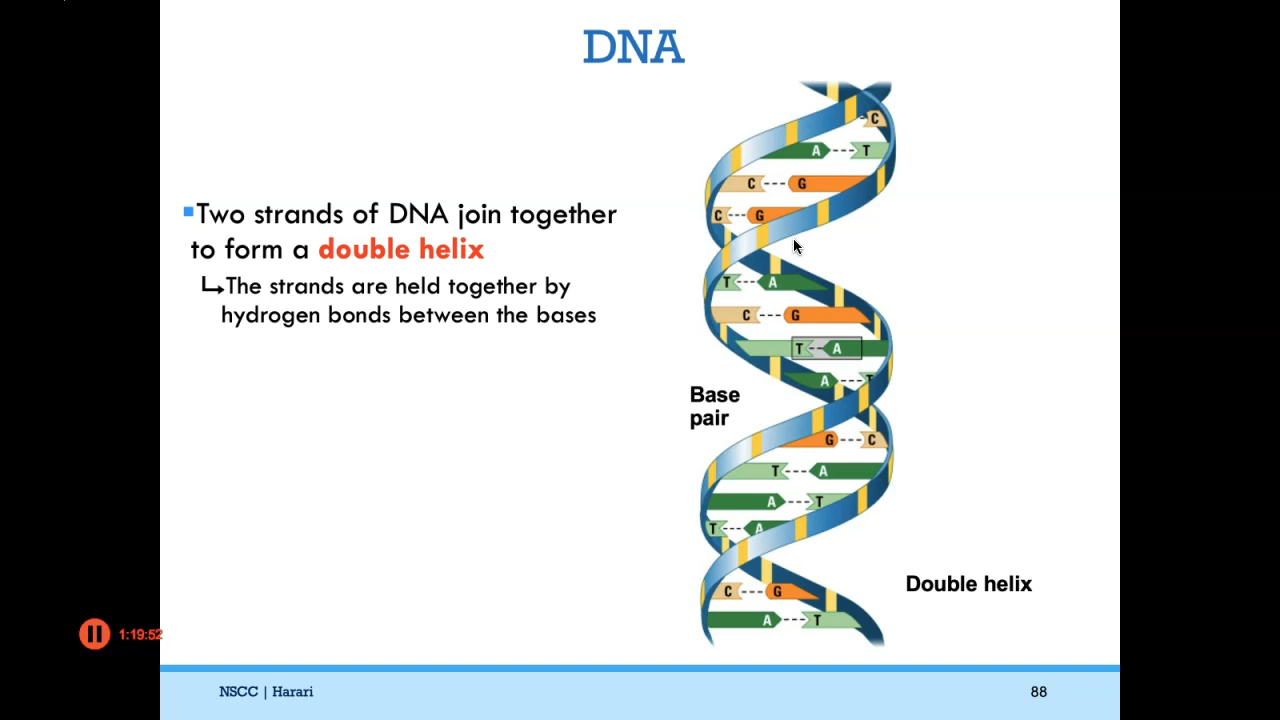 DNA
▪Two strands of DNA join together
to form a double helix
↳The strands are held together by
hydrogen bonds between the bases
C
A T
C G
C G
T A
C G
T A
A T
Base
pair
G C
T A
A T
T A
Double helix
C G
A T
1:19:52
NSCC | Harari
88